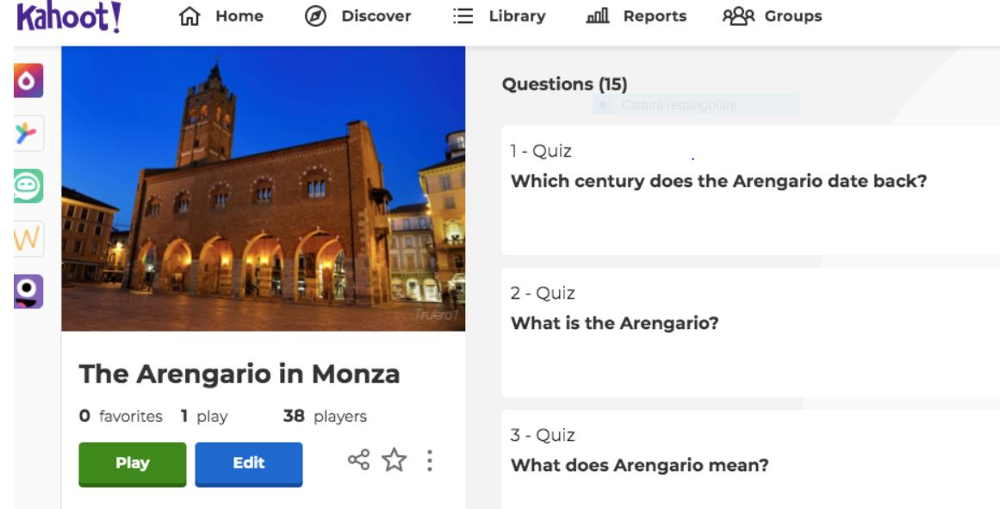 Kahoot!
Home
Discover
Library
Reports
Groups
Questions (15)
Cattura rettangolare
1 - Quiz
Which century does the Arengario date back?
2 - Quiz
What is the Arengario?
3 - Quiz
What does Arengario mean?
W
The Arengario in Monza
0 favorites 1 play 38 players
Play
Edit